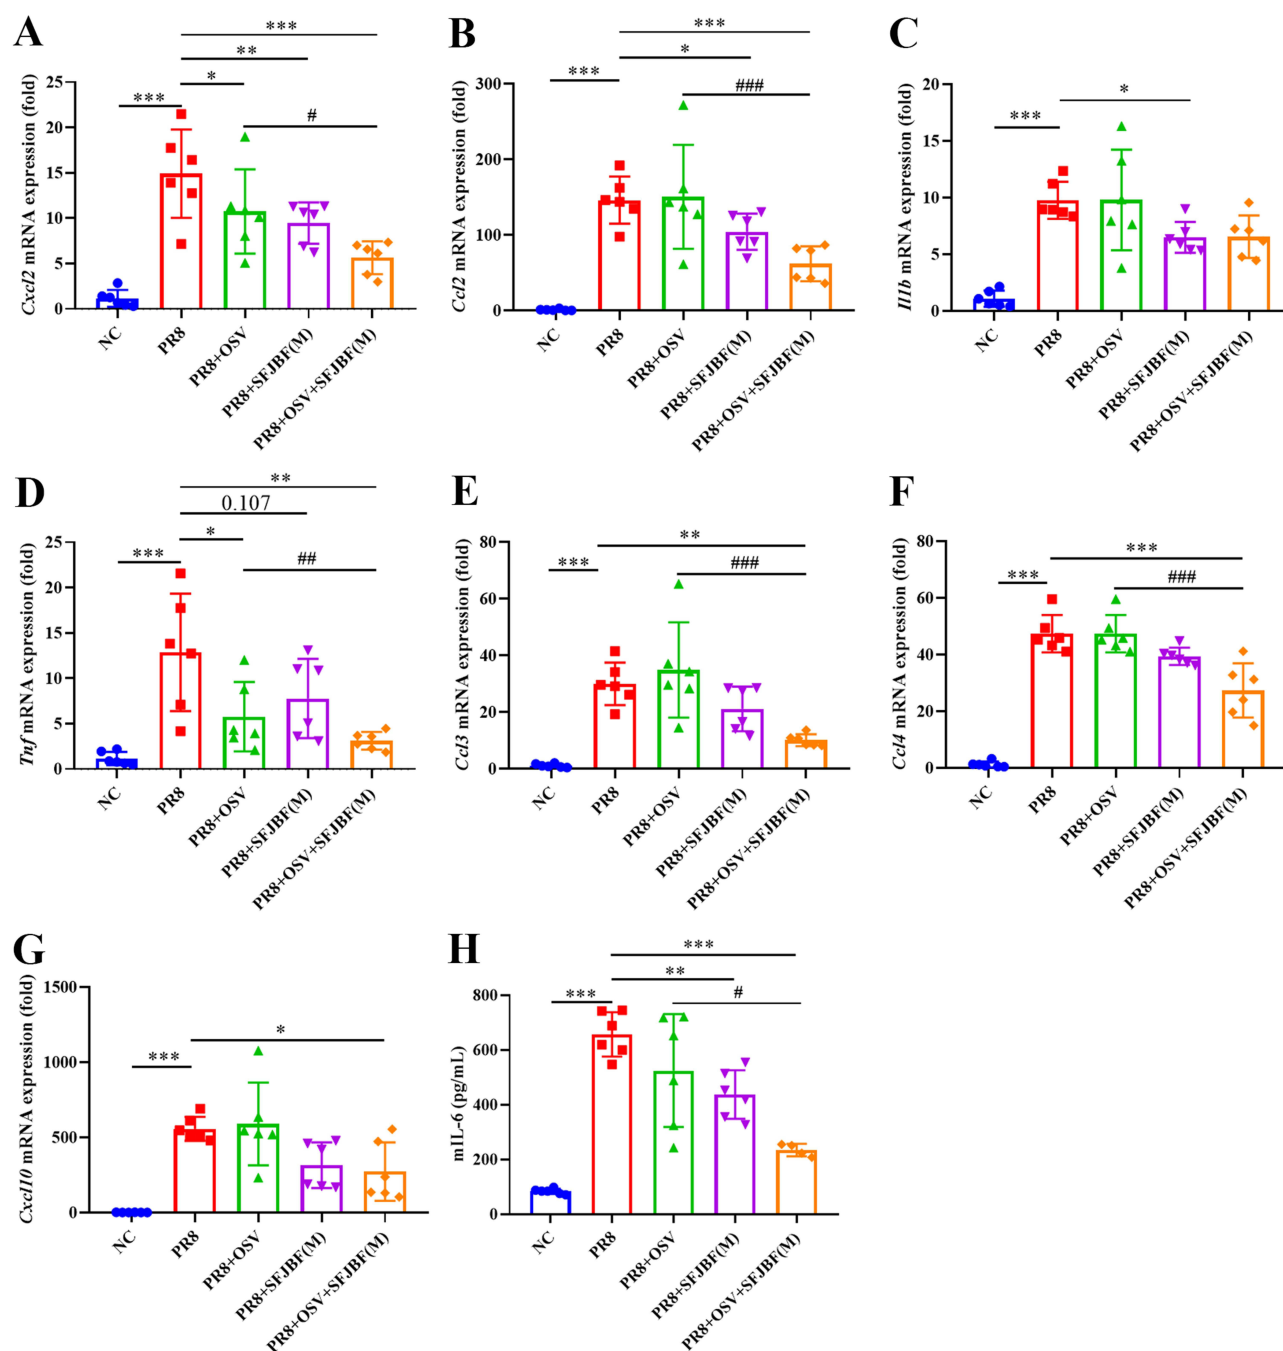 A
Cxcl2 mRNA expression (fold)
25
20
15
10
5
0
***
**
*
***
#
NC
PR8
PR8+OSV
PR8+SFJBF(M)
PR8+OSV+SFJBF(M)
B
Ccl2 mRNA expression (fold)
300
200
100
0
***
*
***
###
NC
PR8
PR8+OSV
PR8+SFJBF(M)
PR8+OSV+SFJBF(M)
C
Il1b mRNA expression (fold)
20
15
10
5
0
*
***
NC
PR8
PR8+OSV
PR8+SFJBF(M)
PR8+OSV+SFJBF(M)
D
Tnf mRNA expression (fold)
25
20
15
10
5
0
**
0.107
*
***
##
NC
PR8
PR8+OSV
PR8+SFJBF(M)
PR8+OSV+SFJBF(M)
E
Ccl3 mRNA expression (fold)
80
60
40
20
0
**
***
###
NC
PR8
PR8+OSV
PR8+SFJBF(M)
PR8+OSV+SFJBF(M)
F
Ccl4 mRNA expression (fold)
80
60
40
20
0
***
***
###
NC
PR8
PR8+OSV
PR8+SFJBF(M)
PR8+OSV+SFJBF(M)
G
Cxcl10 mRNA expression (fold)
1500
1000
500
0
*
***
NC
PR8
PR8+OSV
PR8+SFJBF(M)
PR8+OSV+SFJBF(M)
H
mIL-6 (pg/mL)
800
600
400
200
0
***
**
***
#
NC
PR8
PR8+OSV
PR8+SFJBF(M)
PR8+OSV+SFJBF(M)